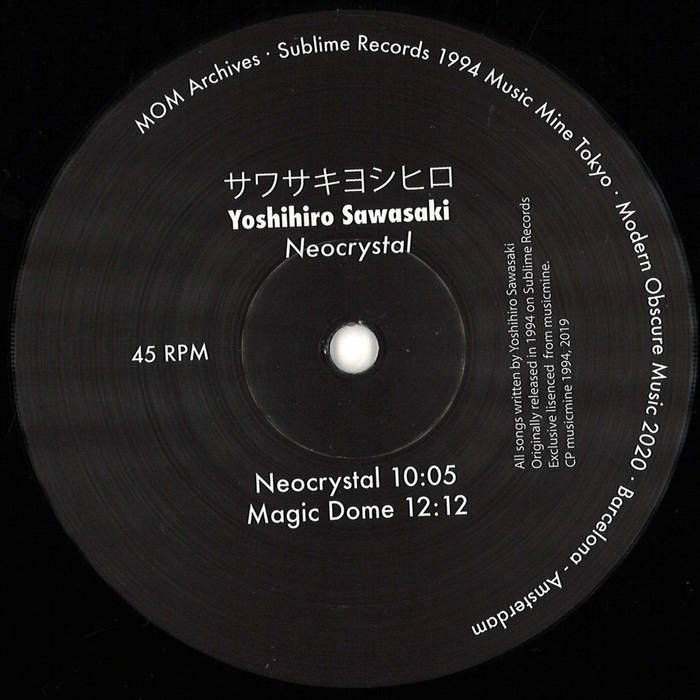 MOM Archives · Sublime Records 1994 Music Mine Tokyo · Modern Obscure Music 2020 · Barcelona - Amsterdam
サワサキヨシヒロ
Yoshihiro Sawasaki
Neocrystal
45 RPM
All songs written by Yoshihiro Sawasaki
Originally released in 1994 on Sublime Records
Exclusive lisenced from musicmine.
CP musicmine 1994, 2019
Neocrystal 10:05
Magic Dome 12:12